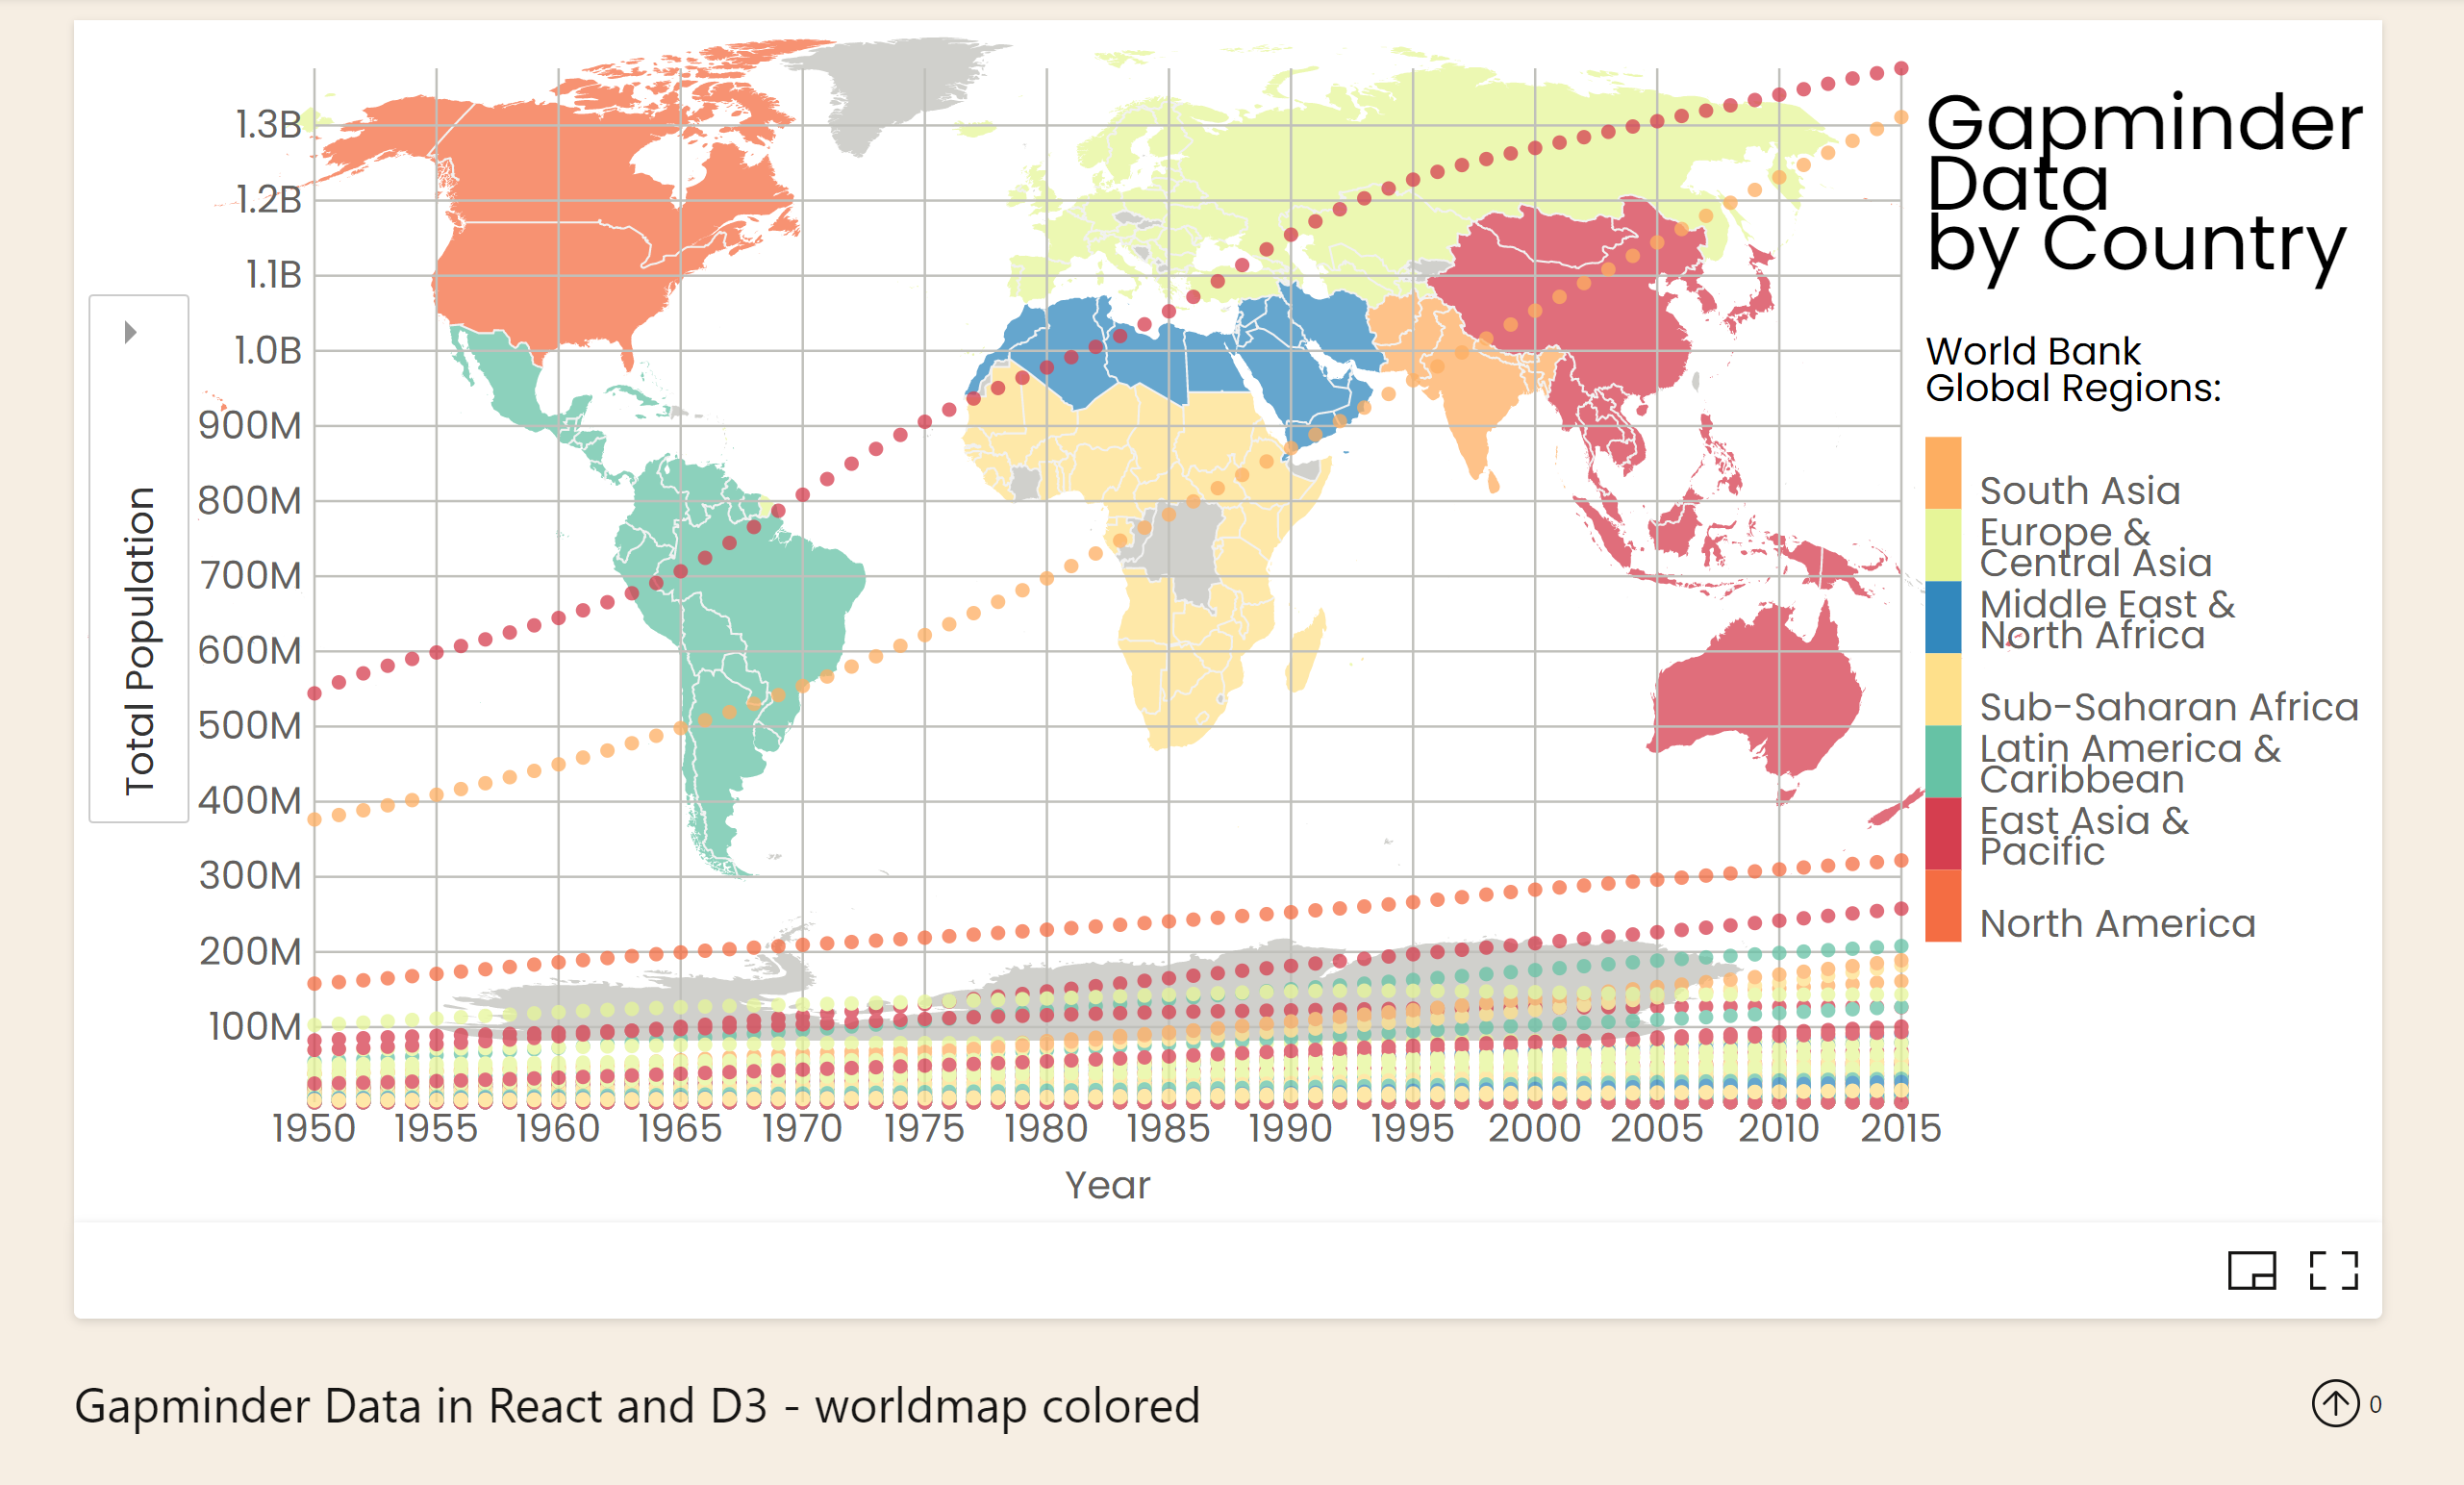 Gapminder
Data
by Country
World Bank
Global Regions:
South Asia
Europe &
Central Asia
Middle East &
North Africa
Sub-Saharan Africa
Latin America &
Caribbean
East Asia &
Pacific
North America
1.3B
1.2B
1.1B
1.0B
900M
800M
700M
600M
500M
400M
300M
200M
100M
Total Population
1950 1955 1960 1965 1970 1975 1980 1985 1990 1995 2000 2005 2010 2015
Year
Gapminder Data in React and D3 - worldmap colored
0